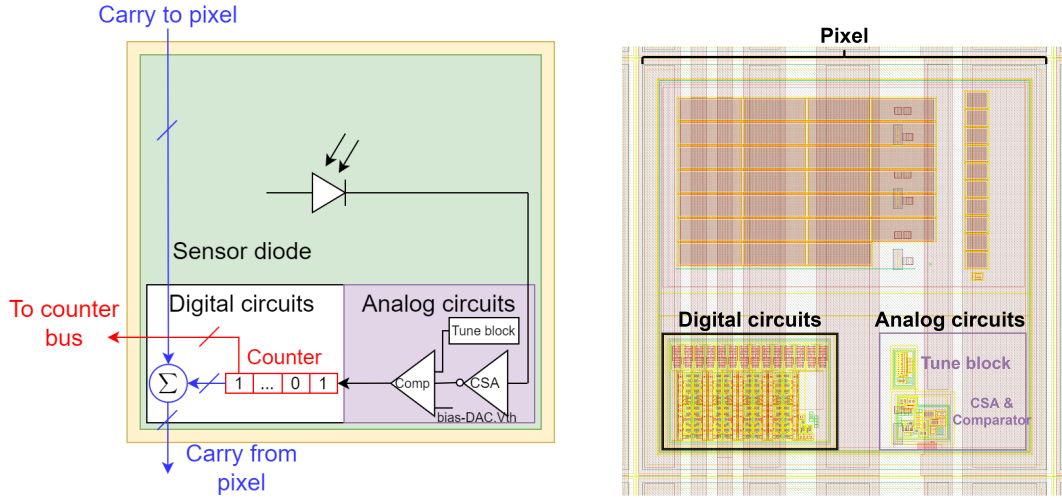 Carry to pixel
Sensor diode
Digital circuits
Analog circuits
To counter
bus
Counter
Tune block
1 ... 0 1
Σ
Comp
CSA
bias-DAC.Vth
Carry from
pixel
Pixel
Digital circuits
Analog circuits
Tune block
CSA &
Comparator